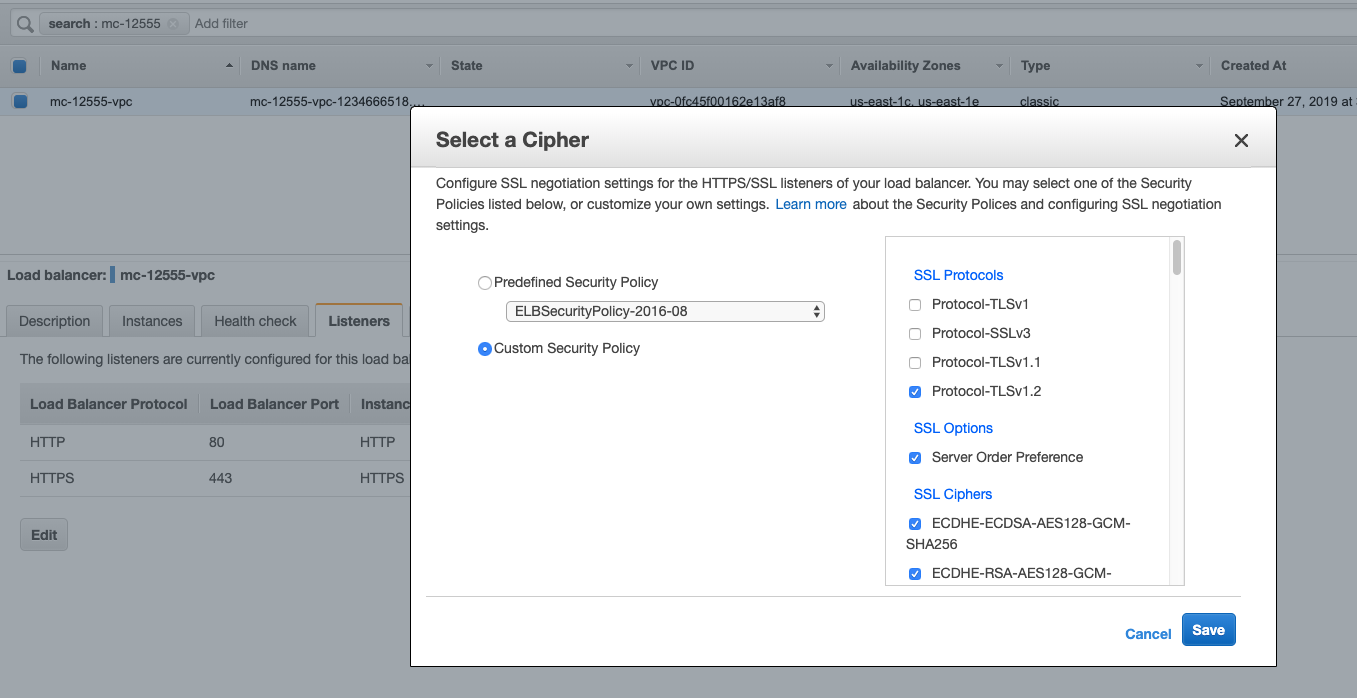 search : mc-12555 Add filter
Name DNS name State VPC ID Availability Zones Type Created At
mc-12555-vpc mc-12555-vpc-1234666518.... vpc-0fc45f00162e13af8 us-east-1c, us-east-1e classic September 27, 2019 at
Select a Cipher
Configure SSL negotiation settings for the HTTPS/SSL listeners of your load balancer. You may select one of the Security
Policies listed below, or customize your own settings. Learn more about the Security Polices and configuring SSL negotiation
settings.
Predefined Security Policy
ELBSecurityPolicy-2016-08
Custom Security Policy
SSL Protocols
Protocol-TLSv1
Protocol-SSLv3
Protocol-TLSv1.1
Protocol-TLSv1.2
SSL Options
Server Order Preference
SSL Ciphers
ECDHE-ECDSA-AES128-GCM-
SHA256
ECDHE-RSA-AES128-GCM-
Cancel Save
Load balancer: mc-12555-vpc
Description Instances Health check Listeners
The following listeners are currently configured for this load ba
Load Balancer Protocol Load Balancer Port Instanc
HTTP 80 HTTP
HTTPS 443 HTTPS
Edit